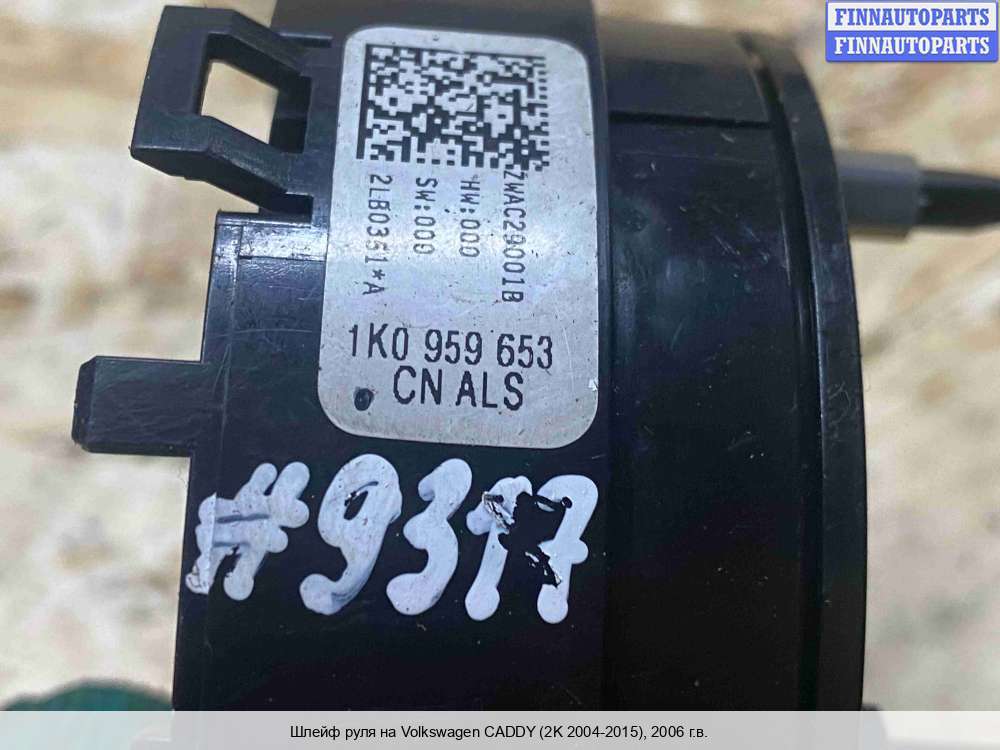 FINNAUTOPARTS
FINNAUTOPARTS
ZWAC29001B
HW:000
SW:000
2LB0361*A
1K0 959 653
CN ALS
#9317
Шлейф руля на Volkswagen CADDY (2K 2004-2015), 2006 г.в.